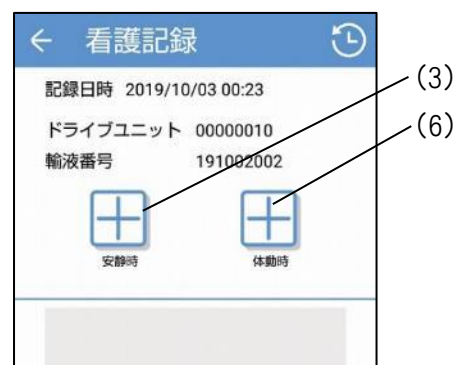 看護記録
記録日時 2019/10/03 00:23
(3)
ドライブユニット 00000010
(6)
輸液番号 191002002
安静時 体動時